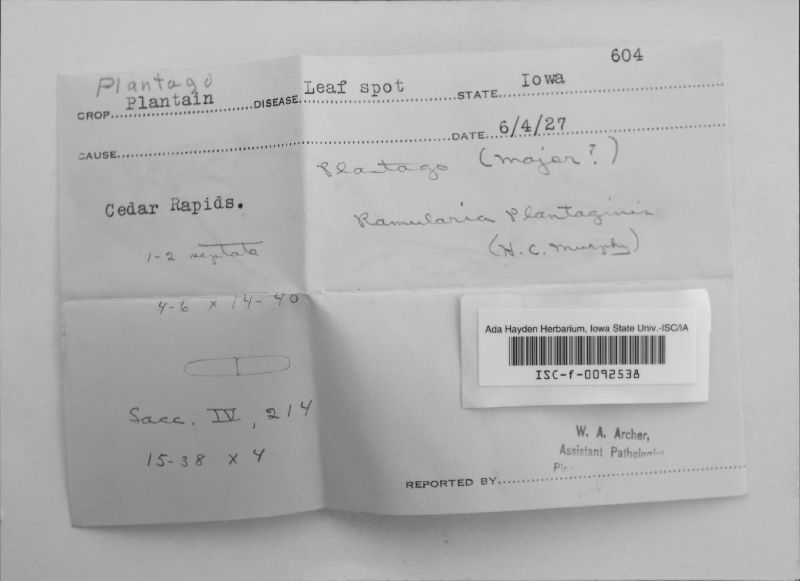 604
Plantago
CROP Plantain DISEASE Leaf spot STATE Iowa
CAUSE DATE 6/4/27
Plantago (major?)
Cedar Rapids.
Ramularia Plantaginis
(H. C. Murphy)
1-2 septate
4-6 x 14-40
Ada Hayden Herbarium, Iowa State Univ.-ISC/IA
ISC-f-0092538
Sacc. IV, 214
15-38 x 4
W. A. Archer,
Assistant Pathologist
REPORTED BY